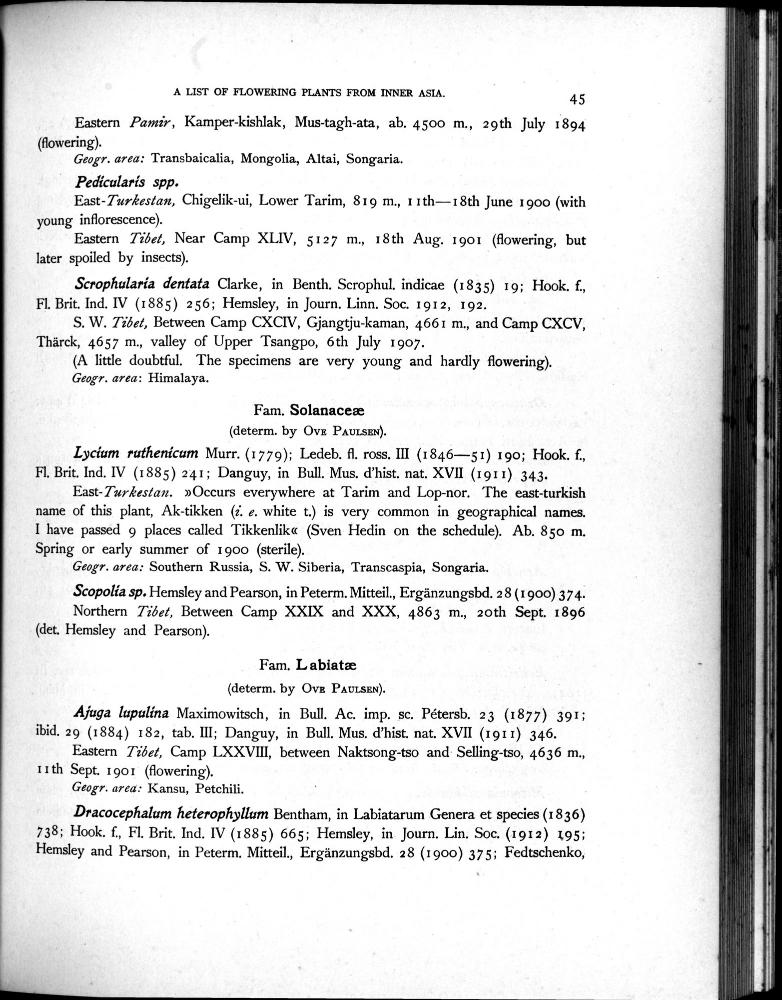 A LIST OF FLOWERING PLANTS FROM INNER ASIA.
45
Eastern Pamir, Kamper-kishlak, Mus-tagh-ata, ab. 4500 m., 29th July 1894
(flowering).
Geogr. area: Transbaicalia, Mongolia, Altai, Songaria.
Pedicularis spp.
East-Turkestan, Chigelik-ui, Lower Tarim, 819 m., 11th—18th June 1900 (with
young inflorescence).
Eastern Tibet, Near Camp XLIV, 5127 m., 18th Aug. 1901 (flowering, but
later spoiled by insects).
Scrophularia dentata Clarke, in Benth. Scrophul. indicae (1835) 19; Hook. f.,
Fl. Brit. Ind. IV (1885) 256; Hemsley, in Journ. Linn. Soc. 1912, 192.
S. W. Tibet, Between Camp CXCIV, Gjangtju-kaman, 4661 m., and Camp CXCV,
Thärck, 4657 m., valley of Upper Tsangpo, 6th July 1907.
(A little doubtful. The specimens are very young and hardly flowering).
Geogr. area: Himalaya.
Fam. Solanaceæ
(determ. by OVE PAULSEN).
Lycium ruthenicum Murr. (1779); Ledeb. fl. ross. III (1846—51) 190; Hook. f.,
Fl. Brit. Ind. IV (1885) 241; Danguy, in Bull. Mus. d'hist. nat. XVII (1911) 343.
East-Turkestan. »Occurs everywhere at Tarim and Lop-nor. The east-turkish
name of this plant, Ak-tikken (i. e. white t.) is very common in geographical names.
I have passed 9 places called Tikkenlik« (Sven Hedin on the schedule). Ab. 850 m.
Spring or early summer of 1900 (sterile).
Geogr. area: Southern Russia, S. W. Siberia, Transcaspia, Songaria.
Scopolia sp. Hemsley and Pearson, in Peterm. Mitteil., Ergänzungsbd. 28 (1900) 374.
Northern Tibet, Between Camp XXIX and XXX, 4863 m., 20th Sept. 1896
(det. Hemsley and Pearson).
Fam. Labiatæ
(determ. by OVE PAULSEN).
Ajuga lupulina Maximowitsch, in Bull. Ac. imp. sc. Pétersb. 23 (1877) 391;
ibid. 29 (1884) 182, tab. III; Danguy, in Bull. Mus. d'hist. nat. XVII (1911) 346.
Eastern Tibet, Camp LXXVIII, between Naktsong-tso and Selling-tso, 4636 m.,
11th Sept. 1901 (flowering).
Geogr. area: Kansu, Petchili.
Dracocephalum heterophyllum Bentham, in Labiatarum Genera et species (1836)
738; Hook. f., Fl. Brit. Ind. IV (1885) 665; Hemsley, in Journ. Lin. Soc. (1912) 195;
Hemsley and Pearson, in Peterm. Mitteil., Ergänzungsbd. 28 (1900) 375; Fedtschenko,